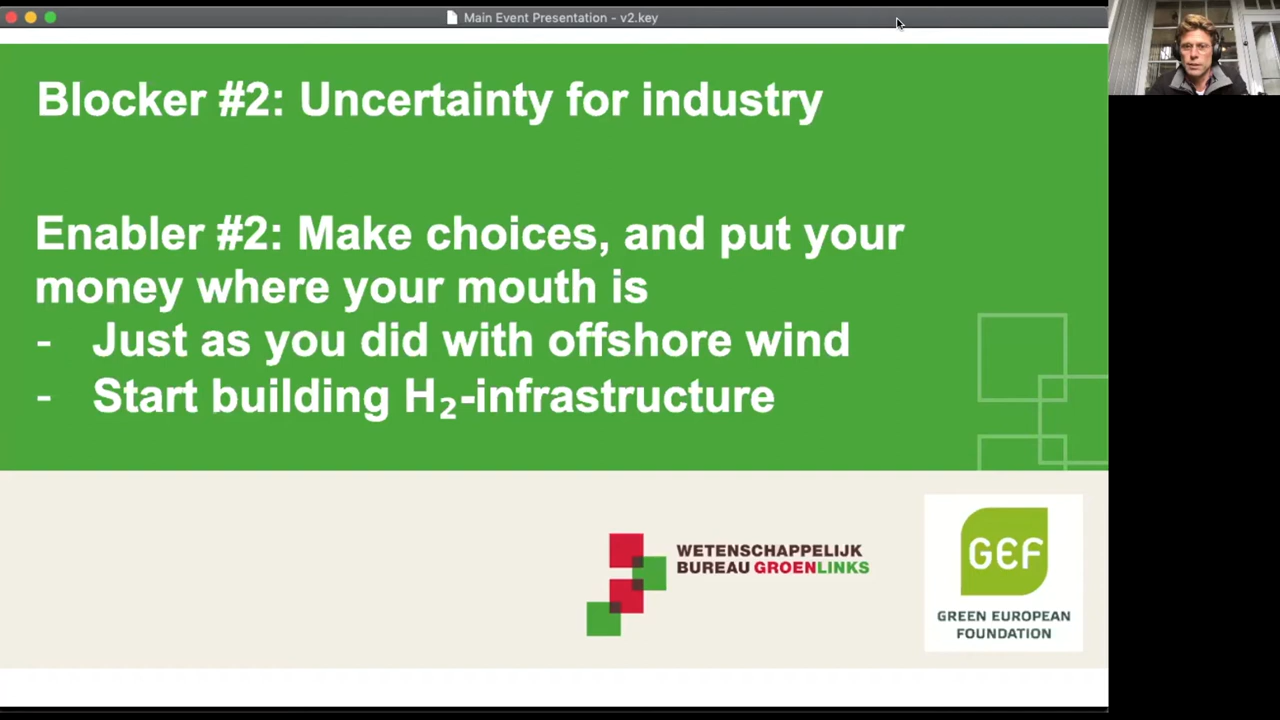 Main Event Presentation - v2.key
Blocker #2: Uncertainty for industry
Enabler #2: Make choices, and put your
money where your mouth is
- Just as you did with offshore wind
- Start building H₂-infrastructure
WETENSCHAPPELIJK
BUREAU GROENLINKS
GEF
GREEN EUROPEAN
FOUNDATION